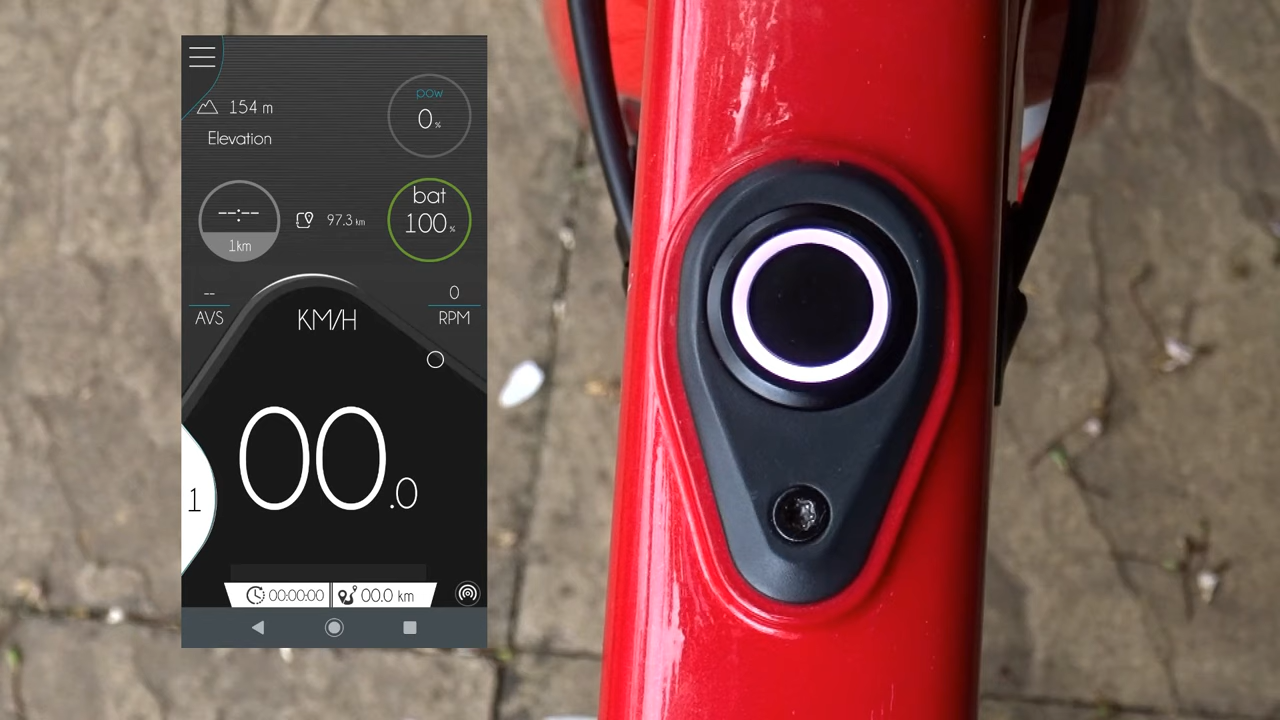 154 m
Elevation
pow
0 %
--:--
1km
97.3 km
bat
100 %
--
AVS
0
RPM
KM/H
00.0
1
00:00:00
00.0 km